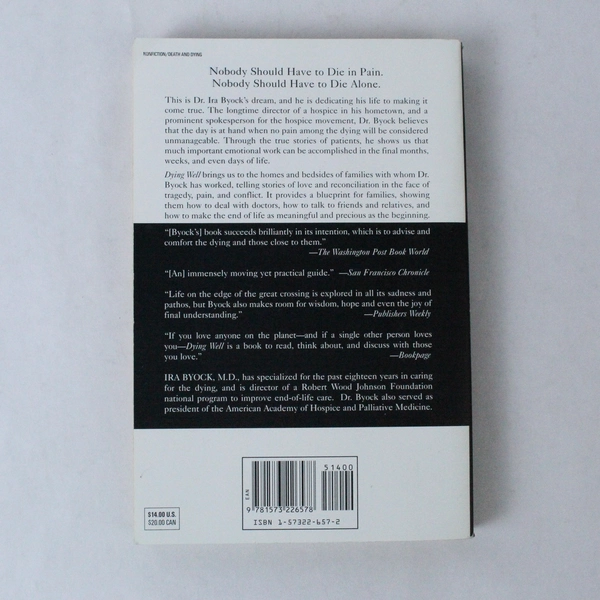 NONFICTION/DEATH AND DYING
Nobody Should Have to Die in Pain.
Nobody Should Have to Die Alone.
This is Dr. Ira Byock's dream, and he is dedicating his life to making it
come true. The longtime director of a hospice in his hometown, and a
prominent spokesperson for the hospice movement, Dr. Byock believes
that the day is at hand when no pain among the dying will be considered
unmanageable. Through the true stories of patients, he shows us that
much important emotional work can be accomplished in the final months,
weeks, and even days of life.
Dying Well brings us to the homes and bedsides of families with whom Dr.
Byock has worked, telling stories of love and reconciliation in the face of
tragedy, pain, and conflict. It provides a blueprint for families, showing
them how to deal with doctors, how to talk to friends and relatives, and
how to make the end of life as meaningful and precious as the beginning.
"[Byock's] book succeeds brilliantly in its intention, which is to advise and
comfort the dying and those close to them."
—The Washington Post Book World
"[An] immensely moving yet practical guide." —San Francisco Chronicle
"Life on the edge of the great crossing is explored in all its sadness and
pathos, but Byock also makes room for wisdom, hope and even the joy of
final understanding." —Publishers Weekly
"If you love anyone on the planet—and if a single other person loves
you—Dying Well is a book to read, think about, and discuss with those
you love." —Bookpage
IRA BYOCK, M.D., has specialized for the past eighteen years in caring
for the dying, and is director of a Robert Wood Johnson Foundation
national program to improve end-of-life care. Dr. Byock also served as
president of the American Academy of Hospice and Palliative Medicine.
51400
EAN
9 781573 226578
ISBN 1-57322-657-2
$14.00 U.S.
$20.00 CAN